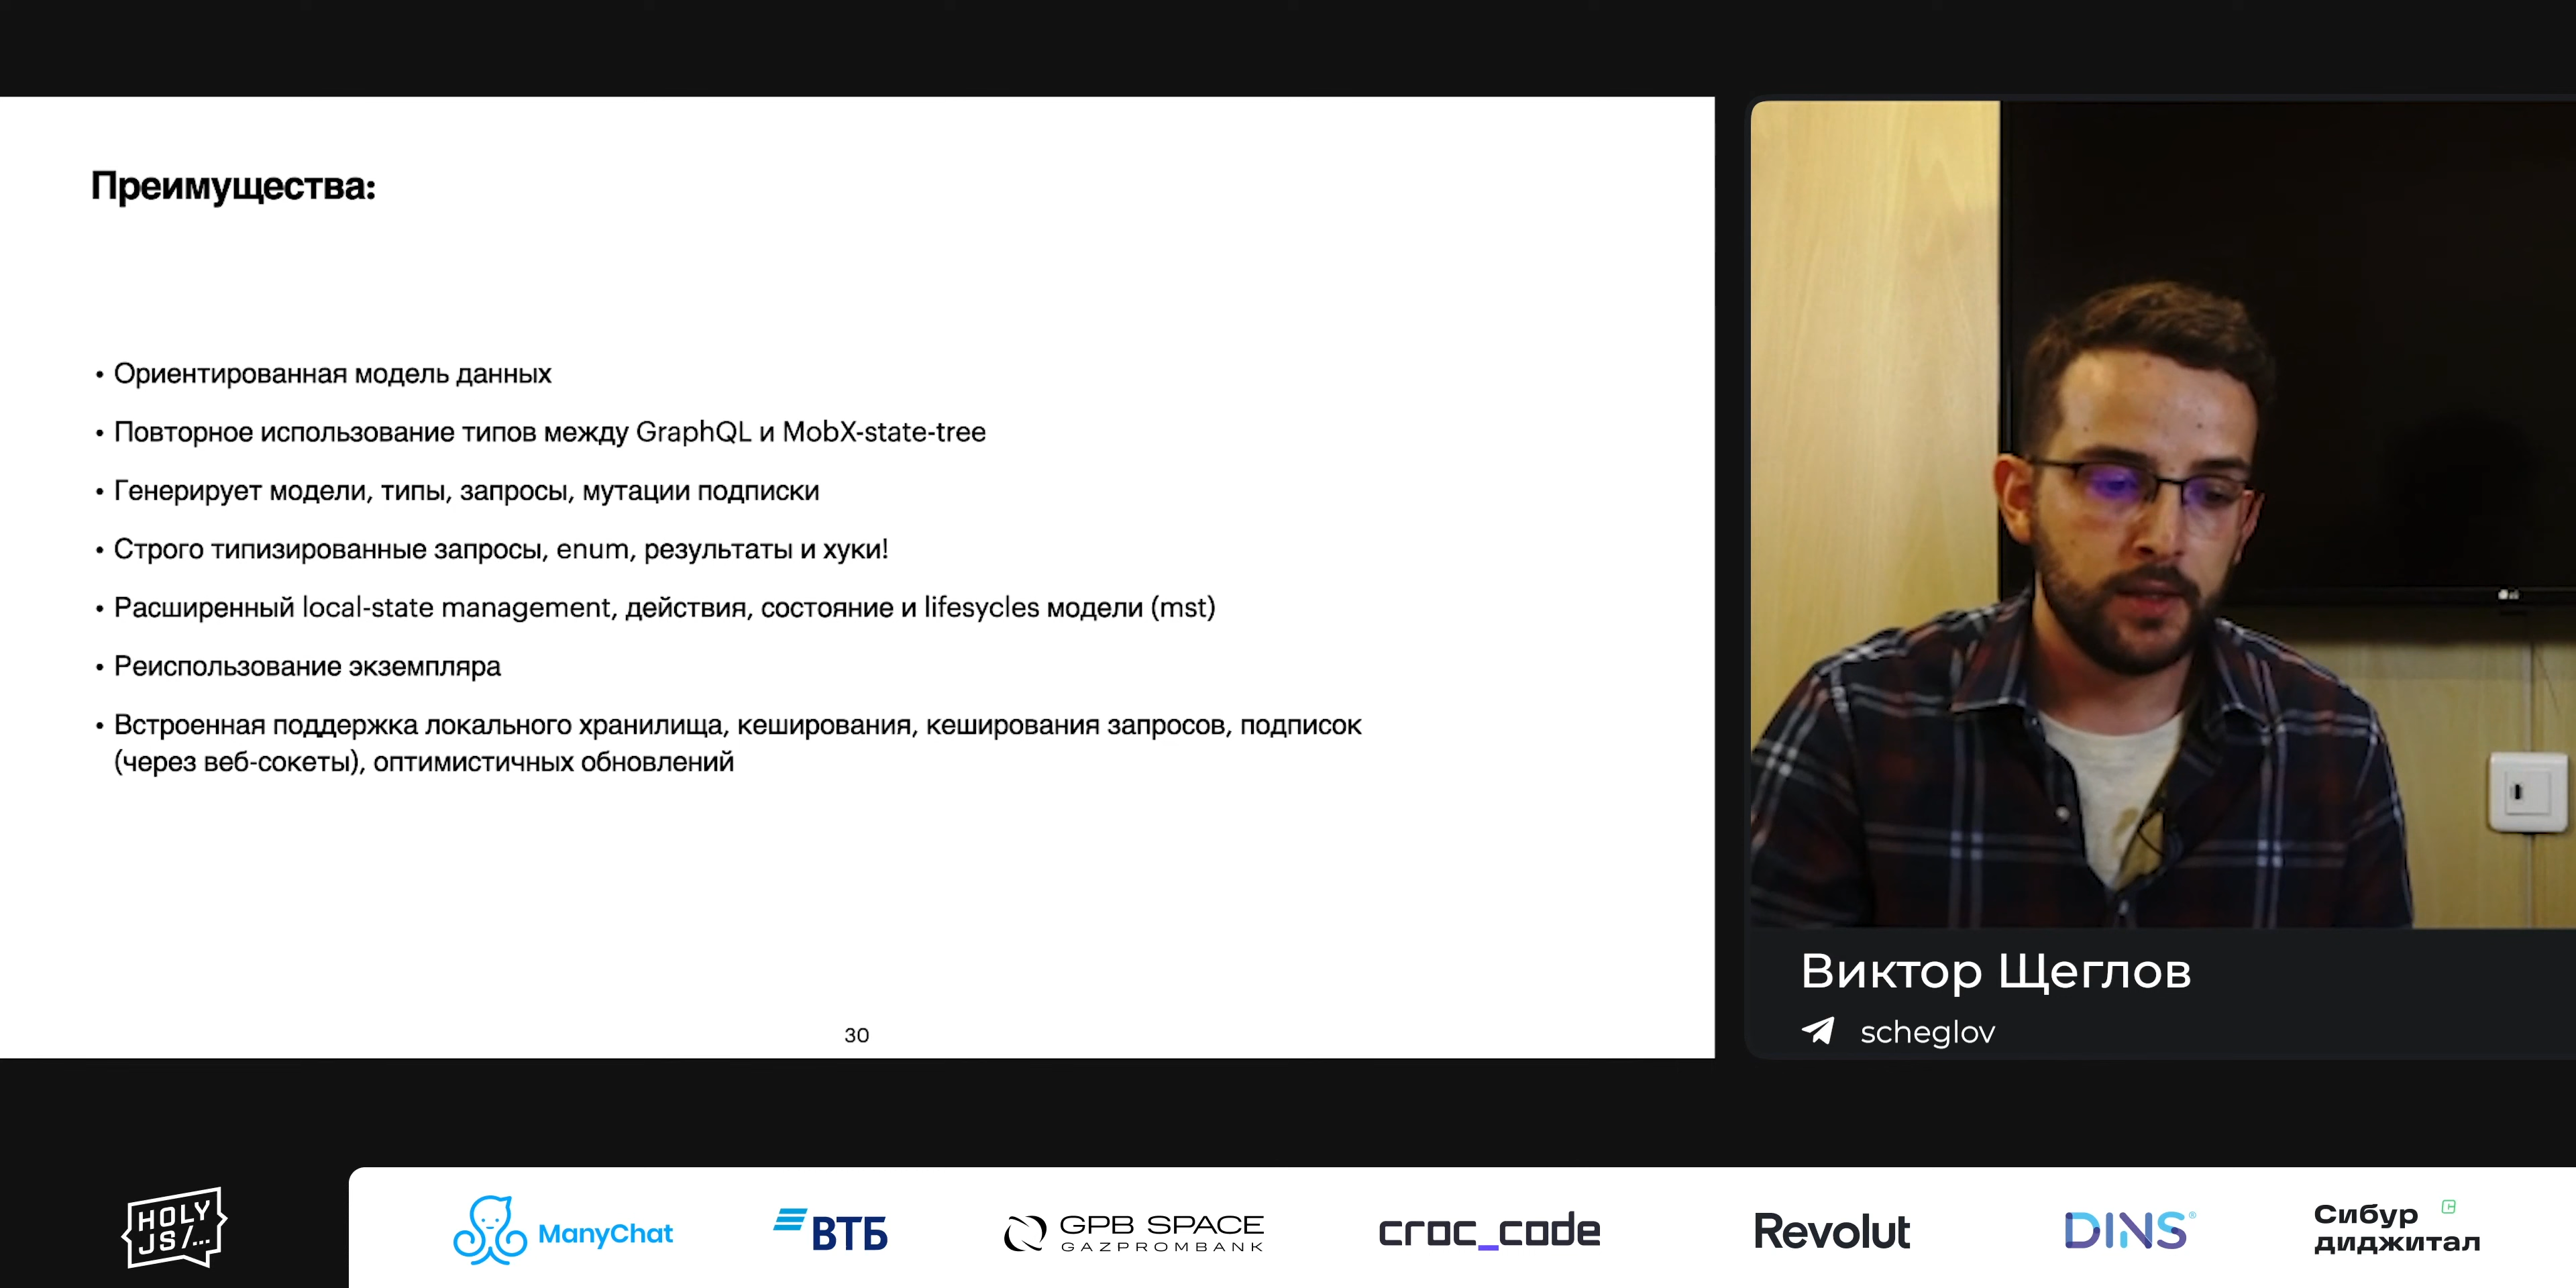 Преимущества:
• Ориентированная модель данных
• Повторное использование типов между GraphQL и MobX-state-tree
• Генерирует модели, типы, запросы, мутации подписки
• Строго типизированные запросы, enum, результаты и хуки!
• Расширенный local-state management, действия, состояние и lifesycles модели (mst)
• Реиспользование экземпляра
• Встроенная поддержка локального хранилища, кеширования, кеширования запросов, подписок
(через веб-сокеты), оптимистичных обновлений
30
Виктор Щеглов
scheglov
HOLY
JS/...
ManyChat
ВТБ
GPB SPACE
GAZPROMBANK
croc_code
Revolut
DINS®
Сибур
диджитал